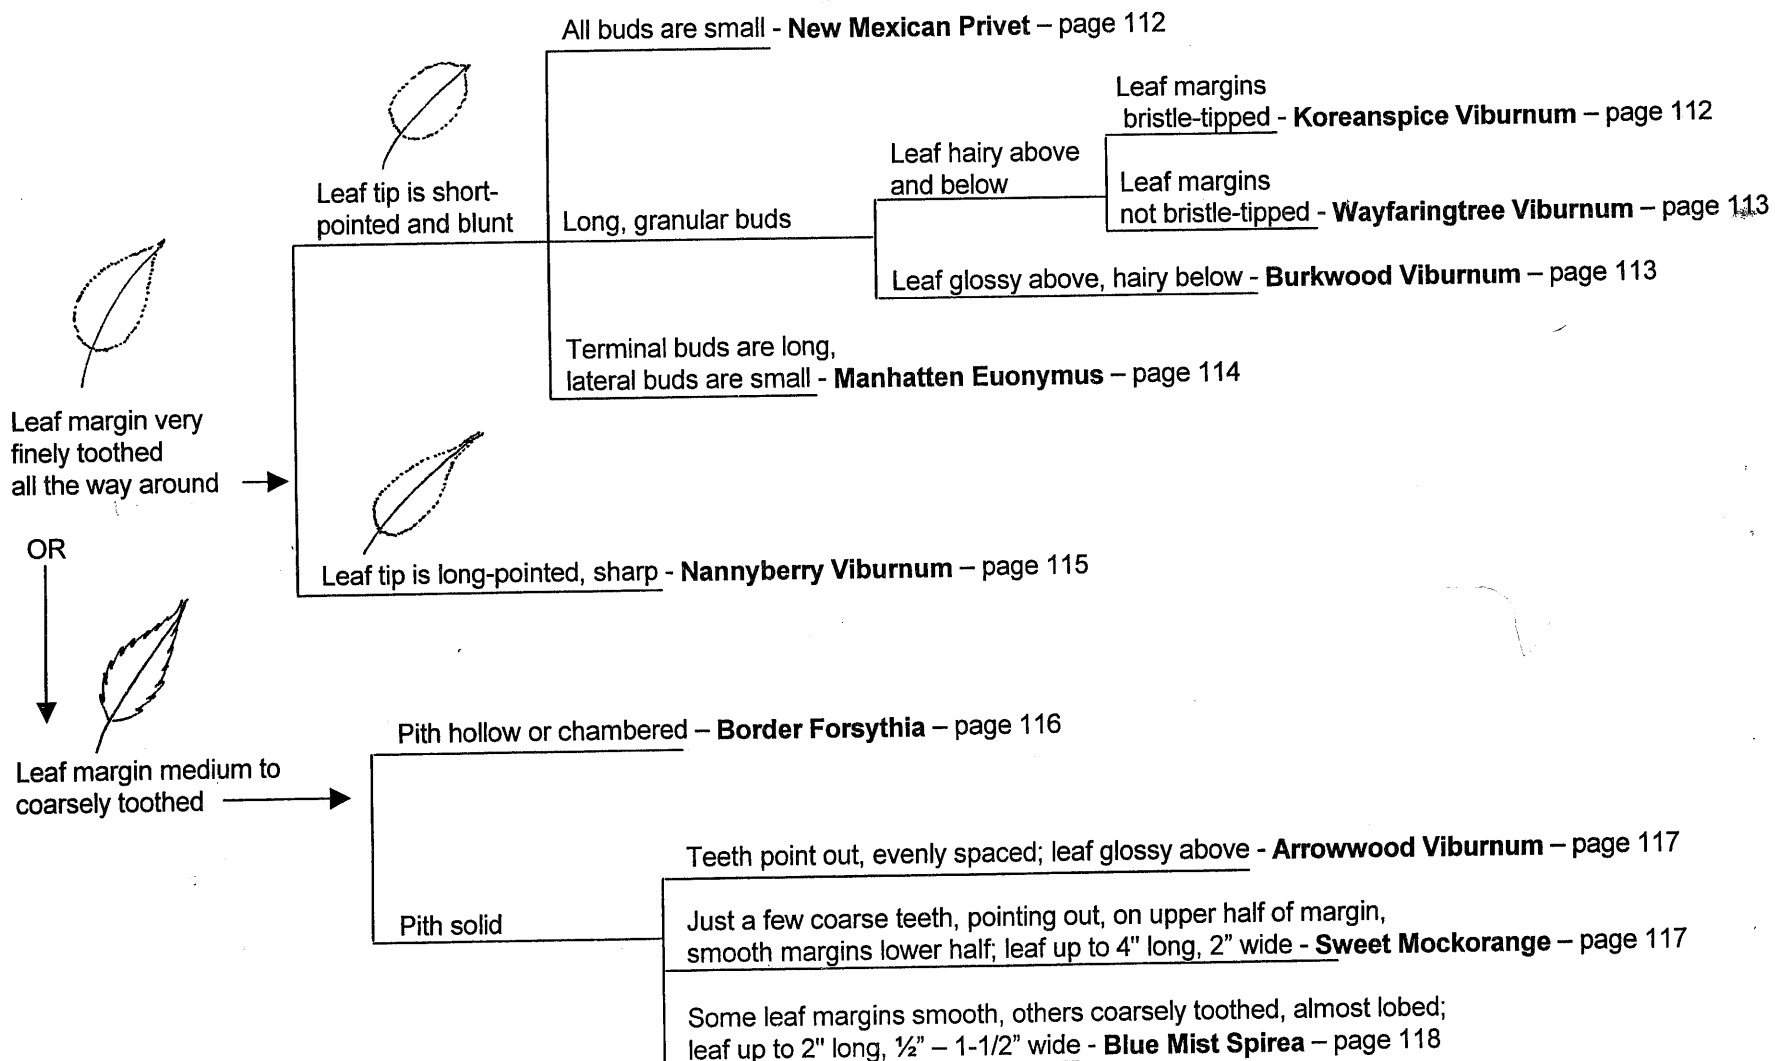 All buds are small - New Mexican Privet – page 112
Leaf margins
bristle-tipped - Koreanspice Viburnum – page 112
Leaf hairy above
and below
Leaf margins
not bristle-tipped - Wayfaringtree Viburnum – page 113
Leaf tip is short-
pointed and blunt
Long, granular buds
Leaf glossy above, hairy below - Burkwood Viburnum – page 113
Terminal buds are long,
lateral buds are small - Manhatten Euonymus – page 114
Leaf margin very
finely toothed
all the way around
OR
Leaf tip is long-pointed, sharp - Nannyberry Viburnum – page 115
Pith hollow or chambered – Border Forsythia – page 116
Leaf margin medium to
coarsely toothed
Teeth point out, evenly spaced; leaf glossy above - Arrowwood Viburnum – page 117
Pith solid
Just a few coarse teeth, pointing out, on upper half of margin,
smooth margins lower half; leaf up to 4" long, 2” wide - Sweet Mockorange – page 117
Some leaf margins smooth, others coarsely toothed, almost lobed;
leaf up to 2" long, ½” – 1-1/2” wide - Blue Mist Spirea – page 118